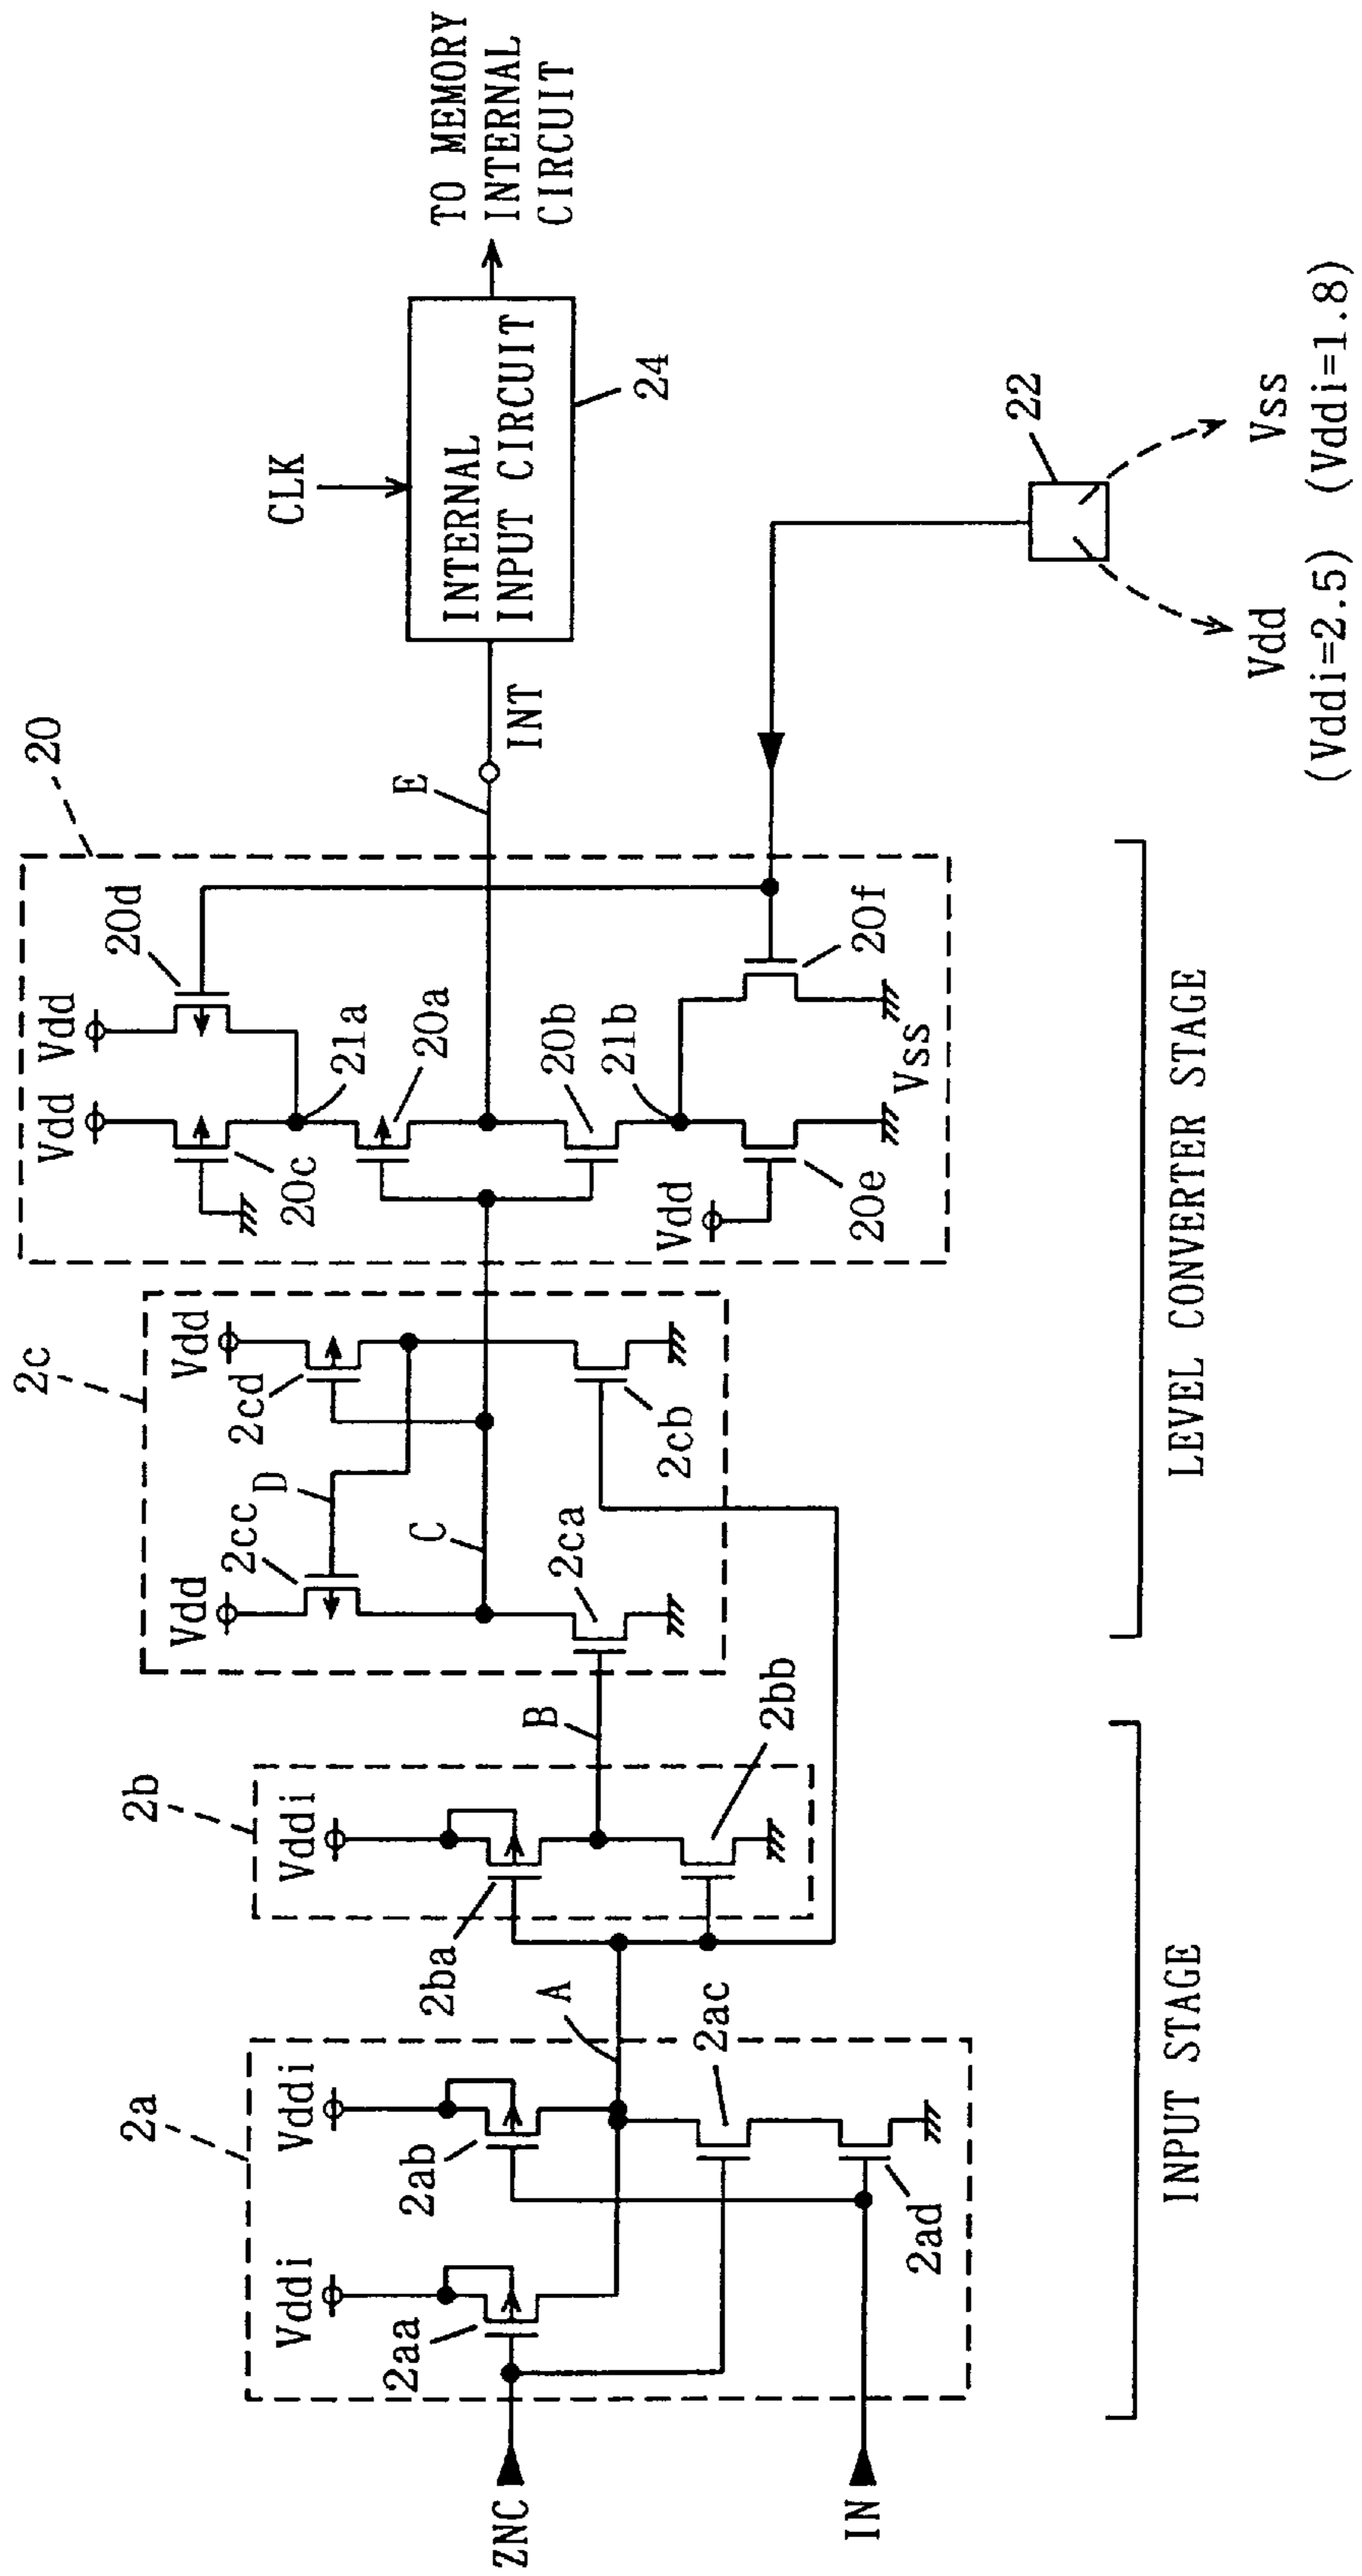 2a
2b
2c
20
Vddi
Vddi
Vddi
Vdd
Vdd
Vdd
Vdd
2aa
2ab
2ba
2cc
D
2cd
20c
20d
21a
20a
ZNC
A
B
C
E
INT
CLK
INTERNAL
INPUT CIRCUIT
24
TO MEMORY
INTERNAL
CIRCUIT
2ac
2bb
2ca
2cb
20b
21b
IN
2ad
Vdd
20e
Vss
20f
22
Vdd
(Vddi=2.5)
Vss
(Vddi=1.8)
INPUT STAGE
LEVEL CONVERTER STAGE